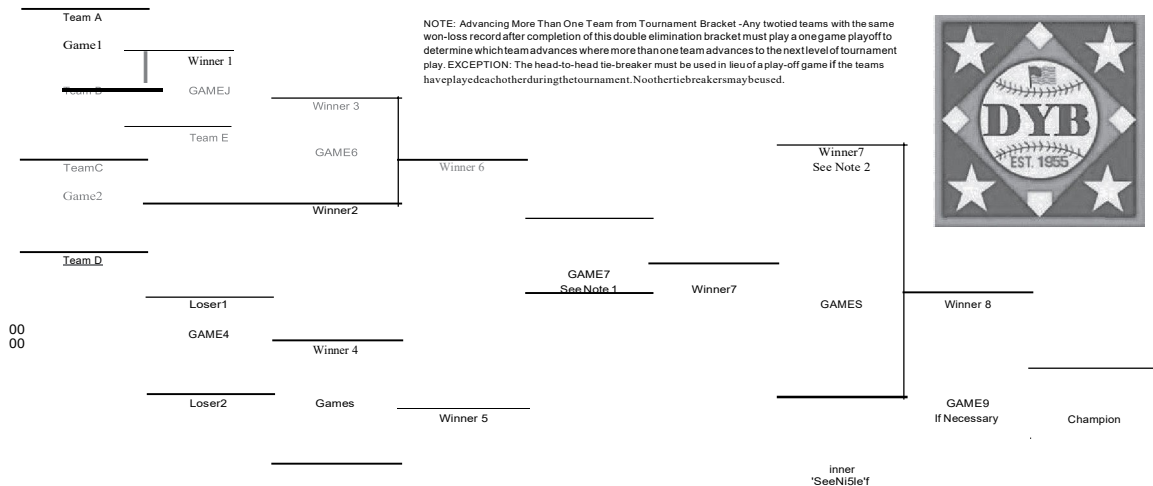 Team A
NOTE: Advancing More Than One Team from Tournament Bracket -Any twotied teams with the same
won-loss record after completion of this double elimination bracket must play a one game playoff to
determine which team advances where more than one team advances to the next level of tournament
play. EXCEPTION: The head-to-head tie-breaker must be used in lieu of a play-off game if the teams
haveplayedeachotherduringthetournament.Noothertiebreakersmaybeused.
Game1
Winner 1
Team B
GAMEJ
Winner 3
Team E
GAME6
TeamC
Winner 6
Game2
Winner2
Team D
Winner7
See Note 2
DYB
EST. 1955
GAME7
See Note 1
Winner7
Loser1
GAMES
Winner 8
00
00
GAME4
Winner 4
Loser2
Games
Winner 5
GAME9
If Necessary
Champion
inner
'SeeNi5le'f